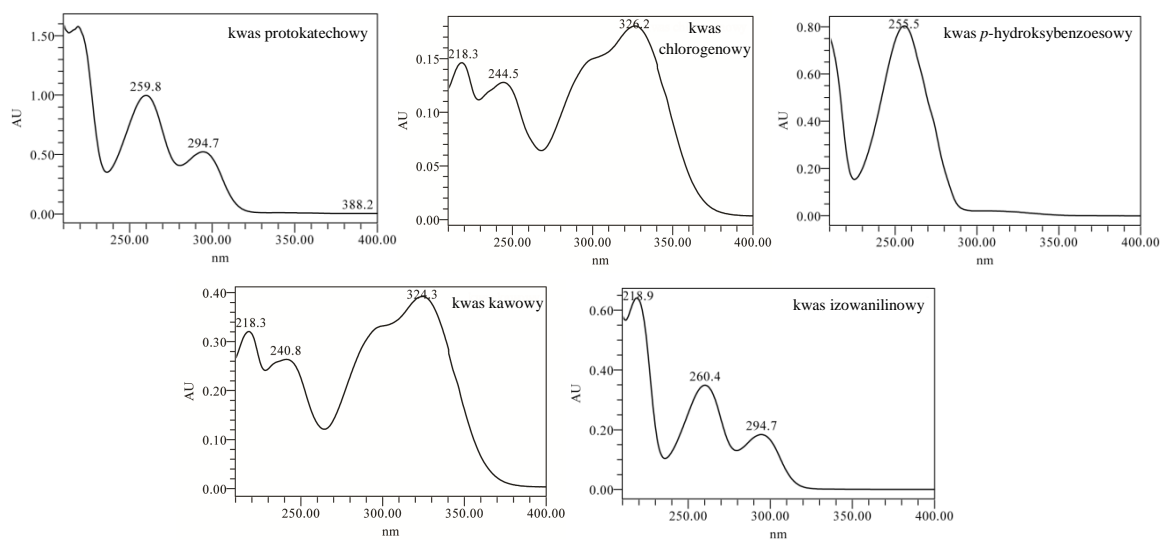 kwas protokatechowy
1.50
1.00
0.50
0.00
AU
259.8
294.7
388.2
250.00 300.00 350.00 400.00
nm
kwas
chlorogenowy
0.15
0.10
0.05
0.00
AU
218.3
244.5
326.2
250.00 300.00 350.00 400.00
nm
kwas p-hydroksybenzoesowy
0.80
0.60
0.40
0.20
0.00
AU
255.5
250.00 300.00 350.00 400.00
nm
kwas kawowy
0.40
0.30
0.20
0.10
0.00
AU
218.3
240.8
324.3
250.00 300.00 350.00 400.00
nm
kwas izowanilinowy
0.60
0.40
0.20
0.00
AU
218.9
260.4
294.7
250.00 300.00 350.00 400.00
nm